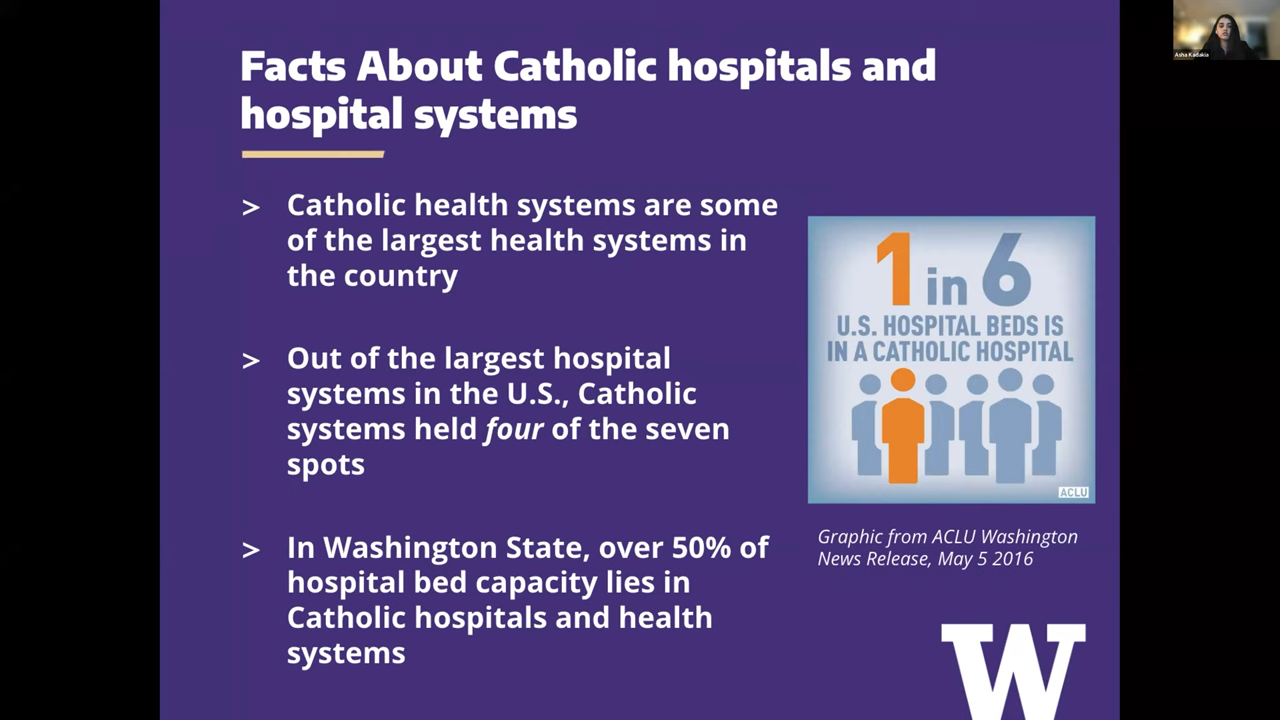 Facts About Catholic hospitals and
hospital systems
> Catholic health systems are some
of the largest health systems in
the country
> Out of the largest hospital
systems in the U.S., Catholic
systems held four of the seven
spots
> In Washington State, over 50% of
hospital bed capacity lies in
Catholic hospitals and health
systems
1 in 6
U.S. HOSPITAL BEDS IS
IN A CATHOLIC HOSPITAL
ACLU
Graphic from ACLU Washington
News Release, May 5 2016
W
Asha Kadakia